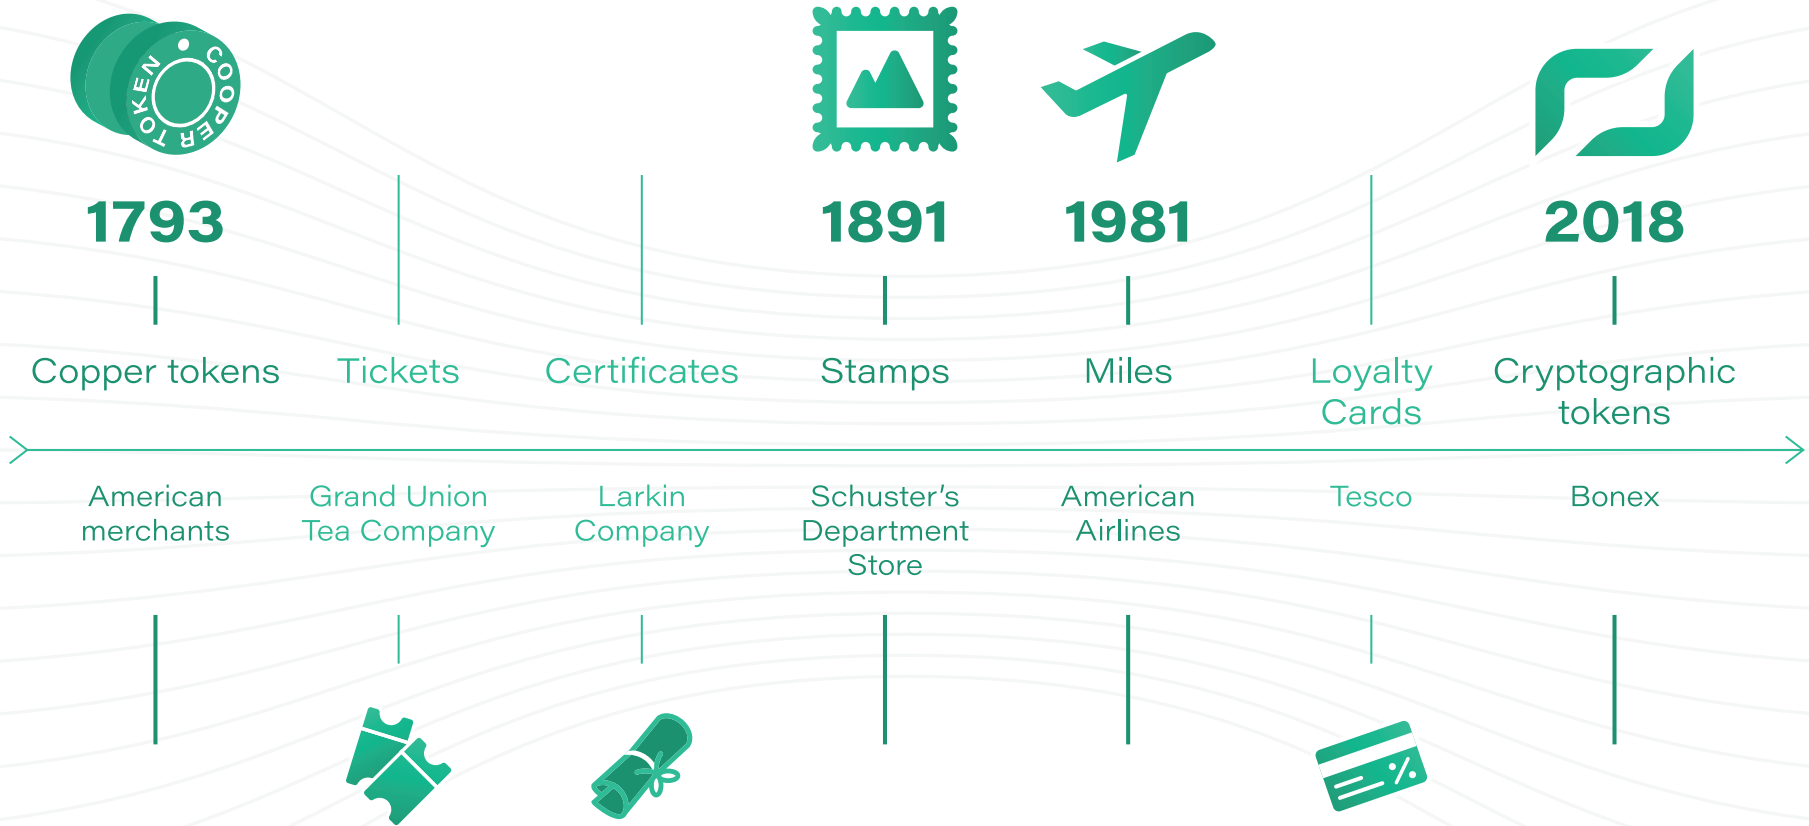 COOPER TOKEN
1793
1891
1981
2018
Copper tokens
Tickets
Certificates
Stamps
Miles
Loyalty
Cards
Cryptographic
tokens
American
merchants
Grand Union
Tea Company
Larkin
Company
Schuster’s
Department
Store
American
Airlines
Tesco
Bonex
%